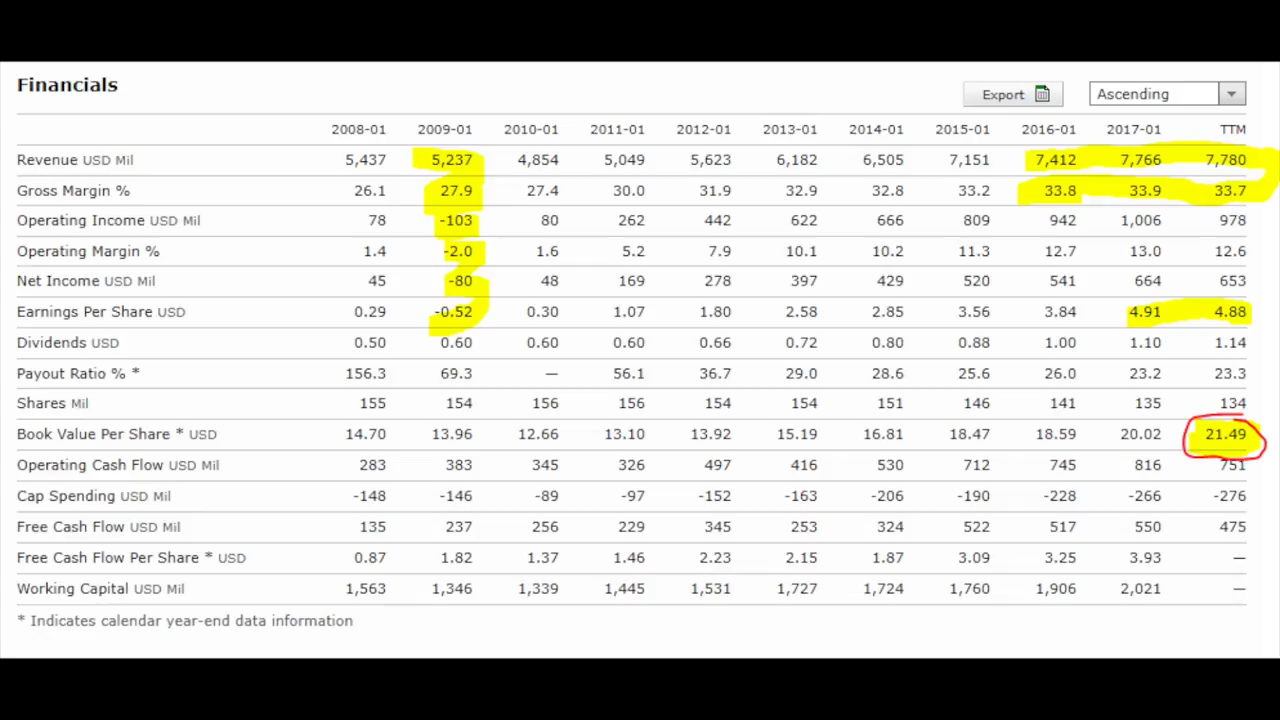 Financials
Export Ascending
2008-01 2009-01 2010-01 2011-01 2012-01 2013-01 2014-01 2015-01 2016-01 2017-01 TTM
Revenue USD Mil 5,437 5,237 4,854 5,049 5,623 6,182 6,505 7,151 7,412 7,766 7,780
Gross Margin % 26.1 27.9 27.4 30.0 31.9 32.9 32.8 33.2 33.8 33.9 33.7
Operating Income USD Mil 78 -103 80 262 442 622 666 809 942 1,006 978
Operating Margin % 1.4 -2.0 1.6 5.2 7.9 10.1 10.2 11.3 12.7 13.0 12.6
Net Income USD Mil 45 -80 48 169 278 397 429 520 541 664 653
Earnings Per Share USD 0.29 -0.52 0.30 1.07 1.80 2.58 2.85 3.56 3.84 4.91 4.88
Dividends USD 0.50 0.60 0.60 0.60 0.66 0.72 0.80 0.88 1.00 1.10 1.14
Payout Ratio % * 156.3 69.3 — 56.1 36.7 29.0 28.6 25.6 26.0 23.2 23.3
Shares Mil 155 154 156 156 154 154 151 146 141 135 134
Book Value Per Share * USD 14.70 13.96 12.66 13.10 13.92 15.19 16.81 18.47 18.59 20.02 21.49
Operating Cash Flow USD Mil 283 383 345 326 497 416 530 712 745 816 751
Cap Spending USD Mil -148 -146 -89 -97 -152 -163 -206 -190 -228 -266 -276
Free Cash Flow USD Mil 135 237 256 229 345 253 324 522 517 550 475
Free Cash Flow Per Share * USD 0.87 1.82 1.37 1.46 2.23 2.15 1.87 3.09 3.25 3.93 —
Working Capital USD Mil 1,563 1,346 1,339 1,445 1,531 1,727 1,724 1,760 1,906 2,021 —
* Indicates calendar year-end data information